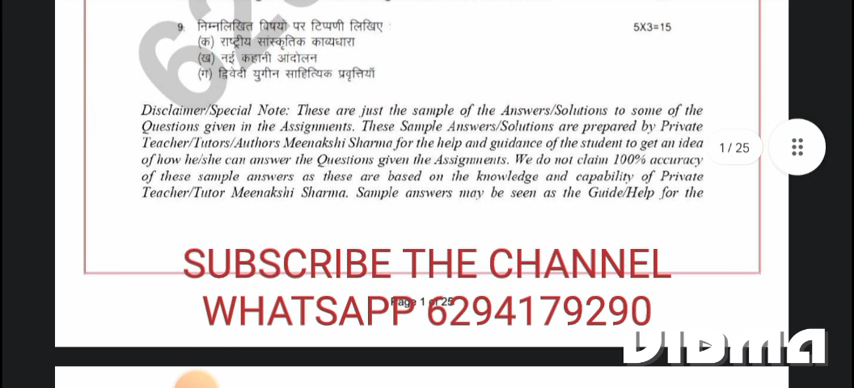 9. निम्नलिखित विषयों पर टिप्पणी लिखिए 5X3=15
(क) राष्ट्रीय सांस्कृतिक काव्यधारा
(ख) नई कहानी आदोलन
(ग) द्विवेदी युगीन साहित्यिक प्रवृत्तियाँ
Disclaimer/Special Note: These are just the sample of the Answers/Solutions to some of the
Questions given in the Assignments. These Sample Answers/Solutions are prepared by Private
Teacher/Tutors/Authors Meenakshi Sharma for the help and guidance of the student to get an idea
of how he/she can answer the Questions given the Assignments. We do not claim 100% accuracy
of these sample answers as these are based on the knowledge and capability of Private
Teacher/Tutor Meenakshi Sharma. Sample answers may be seen as the Guide/Help for the
1 / 25
SUBSCRIBE THE CHANNEL
Page 1 of 25
WHATSAPP 6294179290